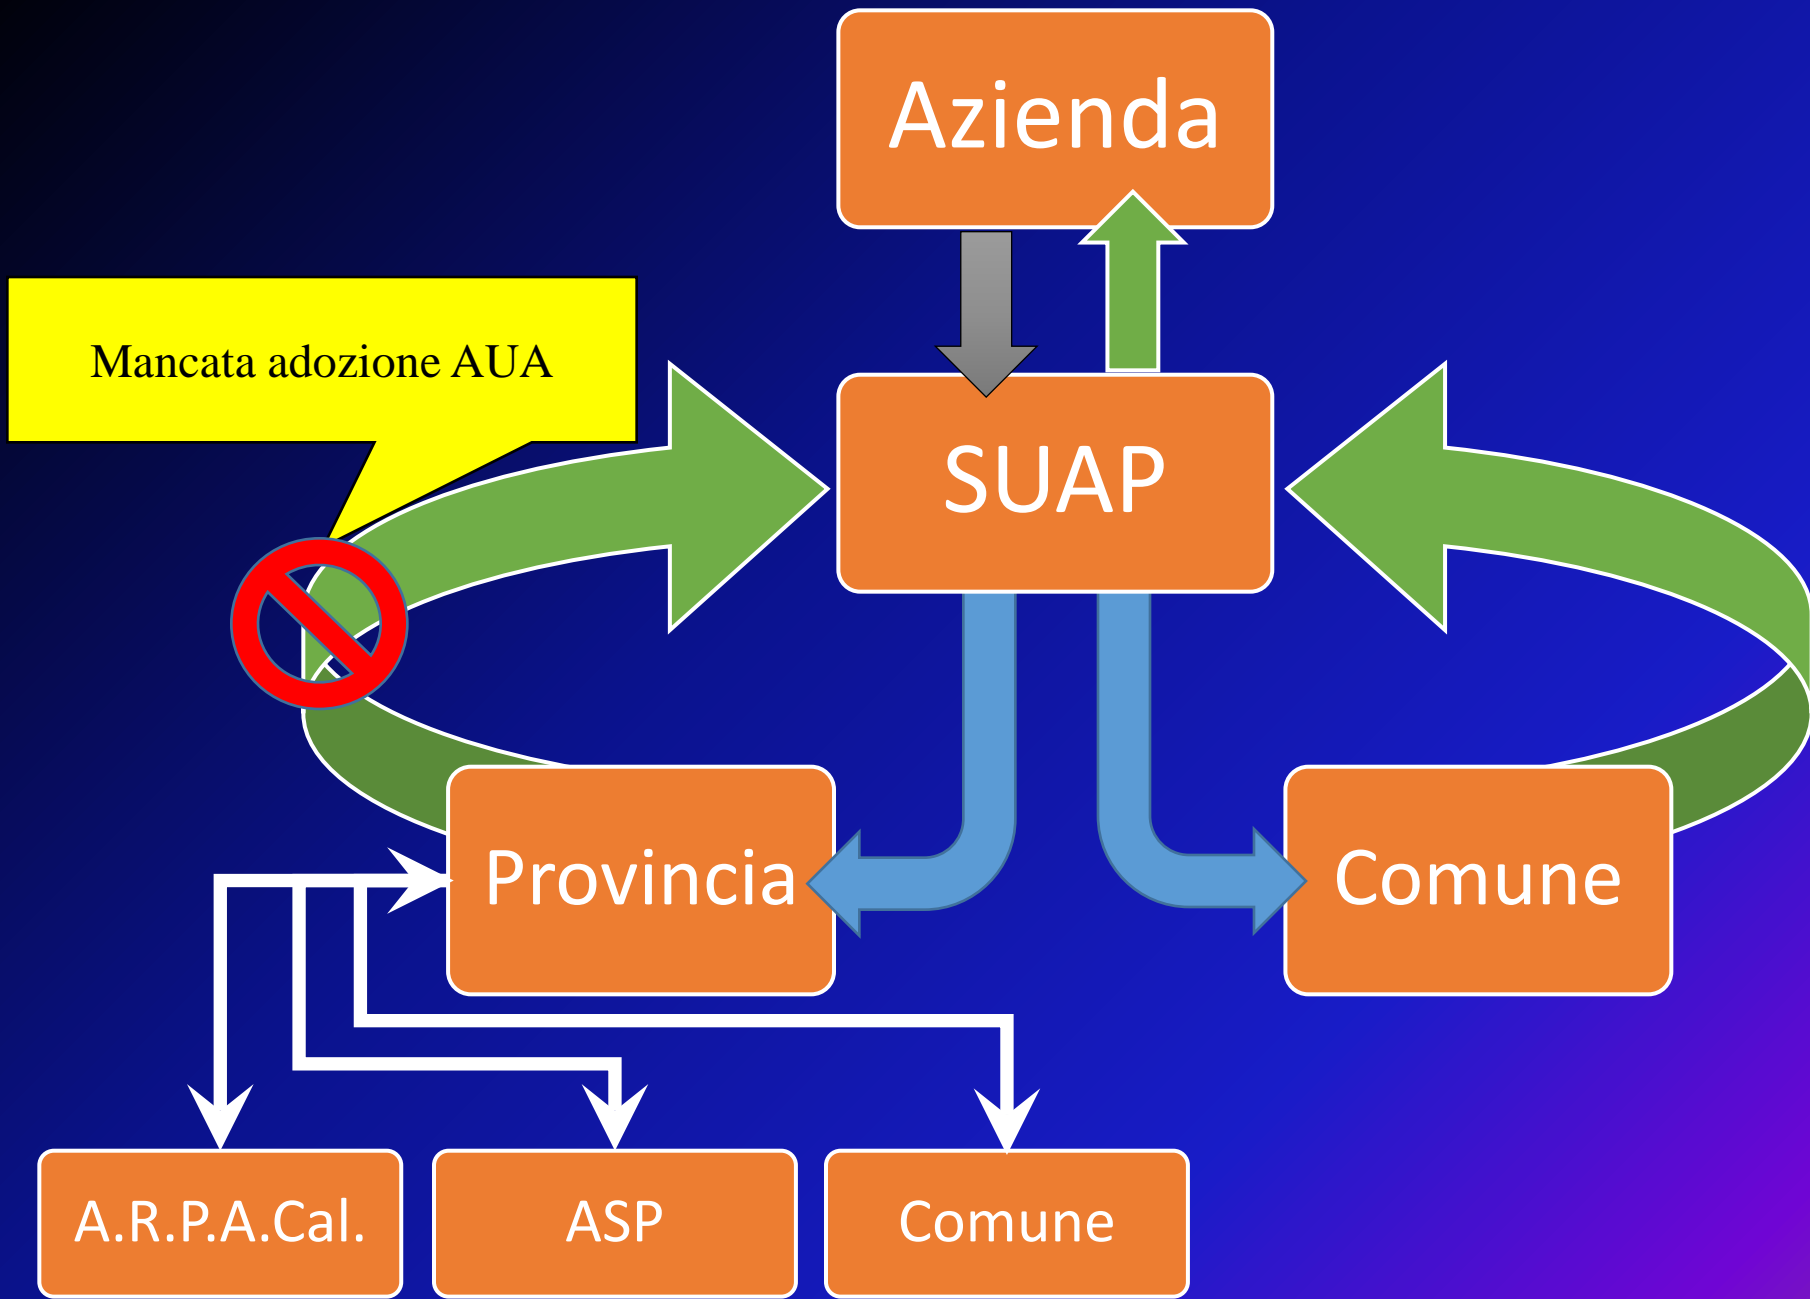 Azienda
Mancata adozione AUA
SUAP
Provincia
Comune
A.R.P.A.Cal.
ASP
Comune